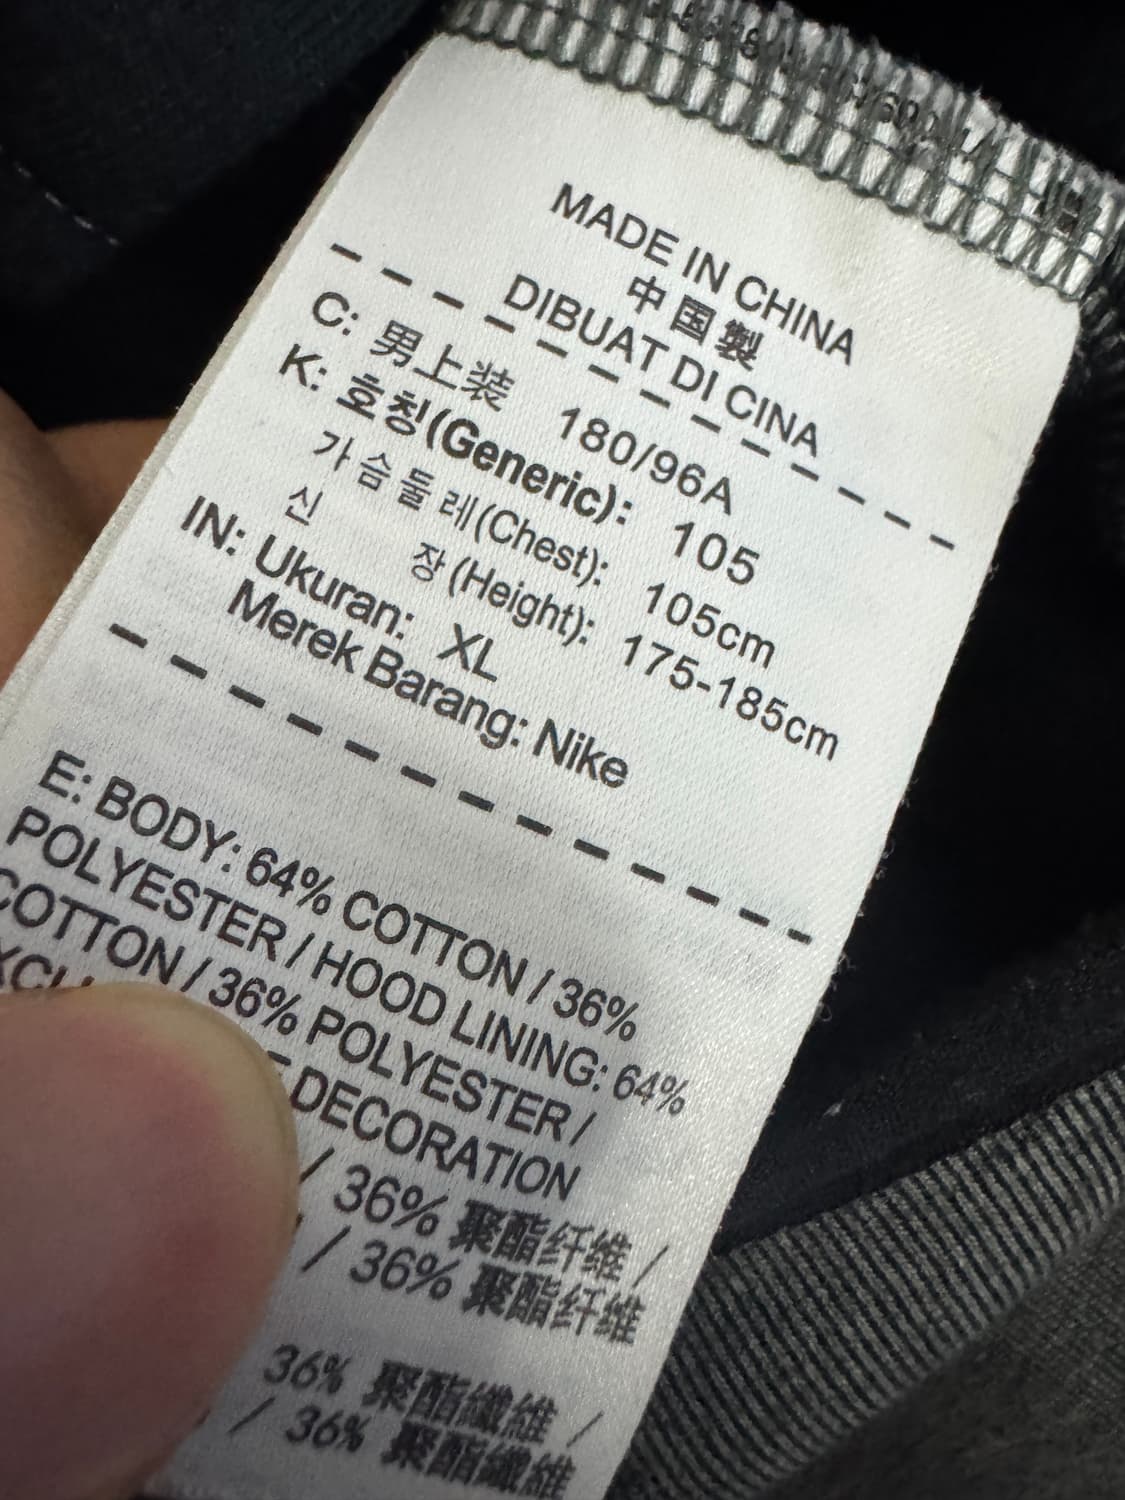 MADE IN CHINA
中国製
DIBUAT DI CINA
C: 男上装 180/96A
K: 호칭(Generic): 105
가슴둘레(Chest): 105cm
신 장(Height): 175-185cm
IN: Ukuran: XL
Merek Barang: Nike
E: BODY: 64% COTTON / 36%
POLYESTER / HOOD LINING: 64%
COTTON / 36% POLYESTER /
DECORATION
/ 36% 聚酯纤维 /
/ 36% 聚酯纤维
36% 聚酯纖維 /
/ 36% 聚酯纖維